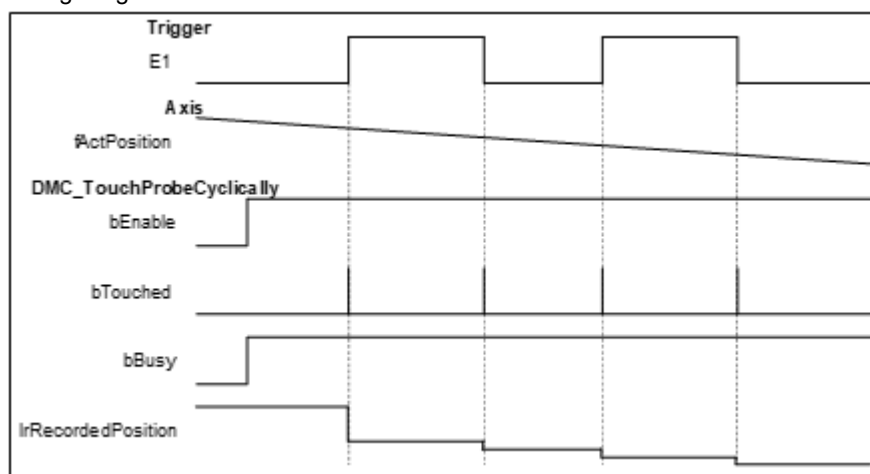 Trigger
E1
Axis
fActPosition
DMC_TouchProbeCyclically
bEnable
bTouched
bBusy
lrRecordedPosition